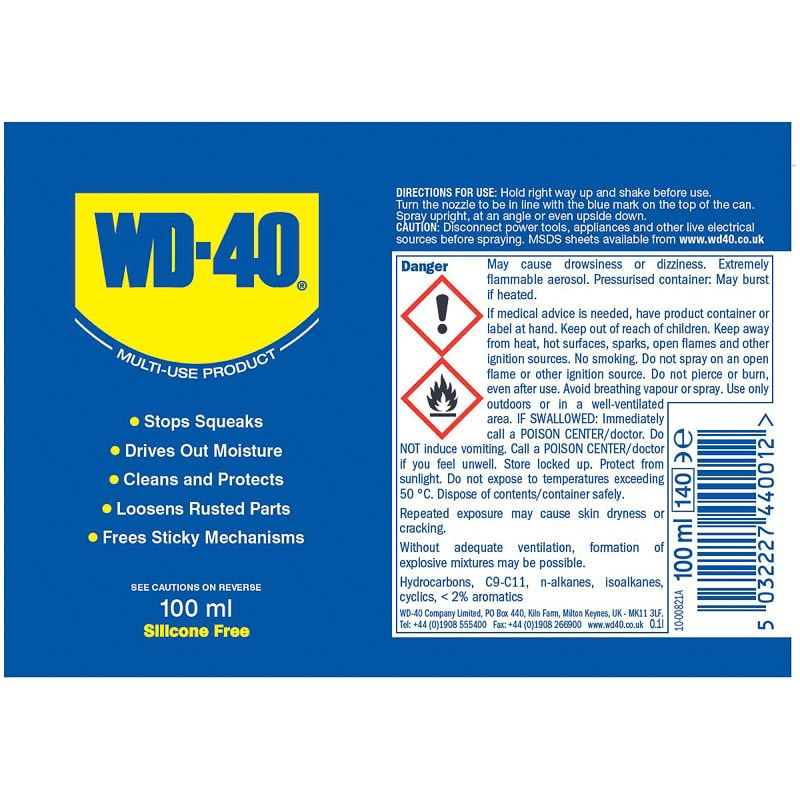 WD-40®
MULTI-USE PRODUCT
• Stops Squeaks
• Drives Out Moisture
• Cleans and Protects
• Loosens Rusted Parts
• Frees Sticky Mechanisms
SEE CAUTIONS ON REVERSE
100 ml
Silicone Free
DIRECTIONS FOR USE: Hold right way up and shake before use.
Turn the nozzle to be in line with the blue mark on the top of the can.
Spray upright, at an angle or even upside down.
CAUTION: Disconnect power tools, appliances and other live electrical
sources before spraying. MSDS sheets available from www.wd40.co.uk
Danger
May cause drowsiness or dizziness. Extremely
flammable aerosol. Pressurised container: May burst
if heated.
If medical advice is needed, have product container or
label at hand. Keep out of reach of children. Keep away
from heat, hot surfaces, sparks, open flames and other
ignition sources. No smoking. Do not spray on an open
flame or other ignition source. Do not pierce or burn,
even after use. Avoid breathing vapour or spray. Use only
outdoors or in a well-ventilated
area. IF SWALLOWED: Immediately
call a POISON CENTER/doctor. Do
NOT induce vomiting. Call a POISON CENTER/doctor
if you feel unwell. Store locked up. Protect from
sunlight. Do not expose to temperatures exceeding
50 °C. Dispose of contents/container safely.
Repeated exposure may cause skin dryness or
cracking.
Without adequate ventilation, formation of
explosive mixtures may be possible.
Hydrocarbons, C9-C11, n-alkanes, isoalkanes,
cyclics, < 2% aromatics
WD-40 Company Limited, PO Box 440, Kiln Farm, Milton Keynes, UK - MK11 3LF.
Tel: +44 (0)1908 555400 Fax: +44 (0)1908 266900 www.wd40.co.uk 0.1l
10-00821A
100 ml 140 ℮
5 032227 440012 >